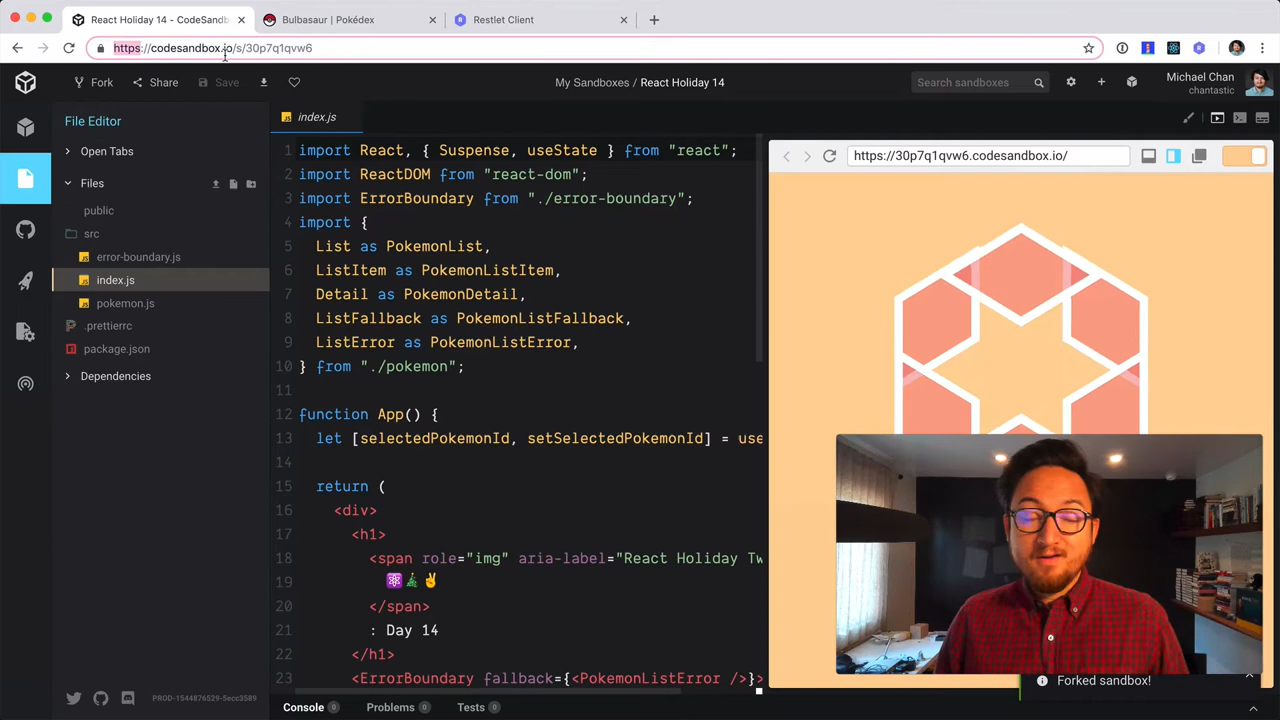 React Holiday 14 - CodeSandb
Bulbasaur | Pokédex
Restlet Client
https://codesandbox.io/s/30p7q1qvw6
Fork
Share
Save
My Sandboxes / React Holiday 14
Search sandboxes
Michael Chan
chantastic
File Editor
Open Tabs
Files
public
src
error-boundary.js
index.js
pokemon.js
.prettierrc
package.json
Dependencies
PROD-1544876529-5ecc3589
index.js
1 import React, { Suspense, useState } from "react";
2 import ReactDOM from "react-dom";
3 import ErrorBoundary from "./error-boundary";
4 import {
5 List as PokemonList,
6 ListItem as PokemonListItem,
7 Detail as PokemonDetail,
8 ListFallback as PokemonListFallback,
9 ListError as PokemonListError,
10 } from "./pokemon";
11
12 function App() {
13 let [selectedPokemonId, setSelectedPokemonId] = use
14
15 return (
16 <div>
17 <h1>
18 <span role="img" aria-label="React Holiday Tw
19 ⚛️🎄✌️
20 </span>
21 : Day 14
22 </h1>
23 <ErrorBoundary fallback={<PokemonListError />}>
https://30p7q1qvw6.codesandbox.io/
Forked sandbox!
Console 0
Problems 0
Tests 0